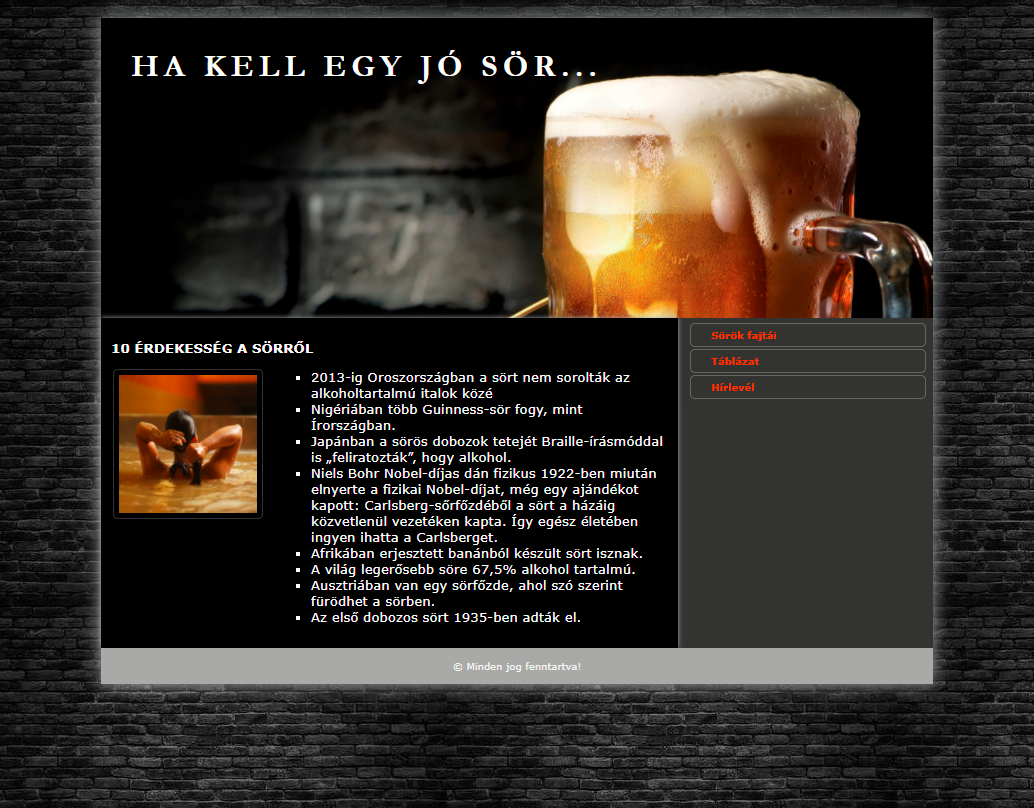 HA KELL EGY JÓ SÖR...
10 ÉRDEKESSÉG A SÖRRŐL
2013-ig Oroszországban a sört nem sorolták az
alkoholtartalmú italok közé
Nigériában több Guinness-sör fogy, mint
Írországban.
Japánban a sörös dobozok tetejét Braille-írásmóddal
is „feliratozták”, hogy alkohol.
Niels Bohr Nobel-díjas dán fizikus 1922-ben miután
elnyerte a fizikai Nobel-díjat, még egy ajándékot
kapott: Carlsberg-sőrfőzdéből a sört a házáig
közvetlenül vezetéken kapta. Így egész életében
ingyen ihatta a Carlsberget.
Afrikában erjesztett banánból készült sört isznak.
A világ legerősebb söre 67,5% alkohol tartalmú.
Ausztriában van egy sörfőzde, ahol szó szerint
fürödhet a sörben.
Az első dobozos sört 1935-ben adták el.
Sörök fajtái
Táblázat
Hírlevél
© Minden jog fenntartva!